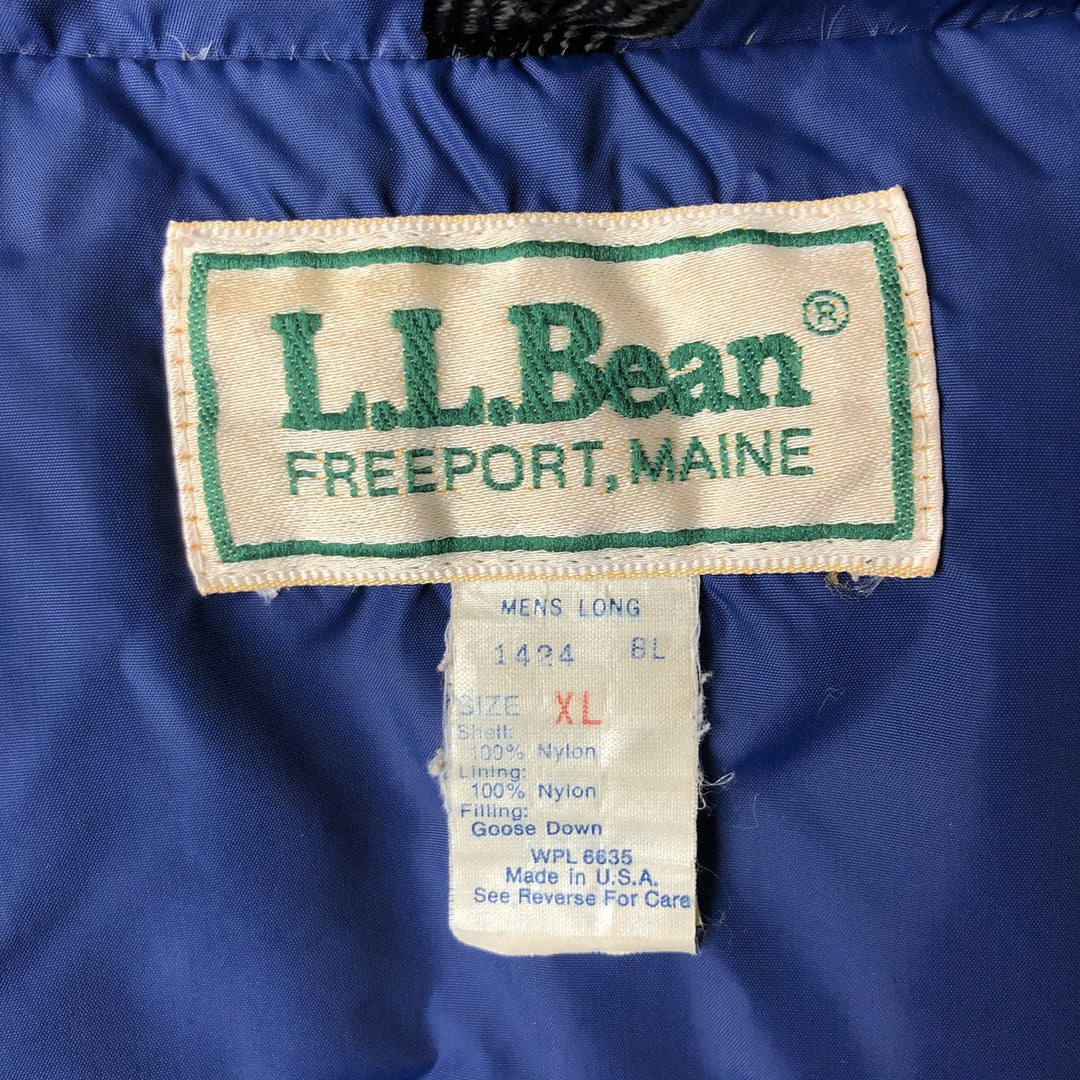 L.L.Bean®
FREEPORT, MAINE
MENS LONG
1424 BL
SIZE XL
Shell:
100% Nylon
Lining:
100% Nylon
Filling:
Goose Down
WPL 6635
Made in U.S.A.
See Reverse For Care